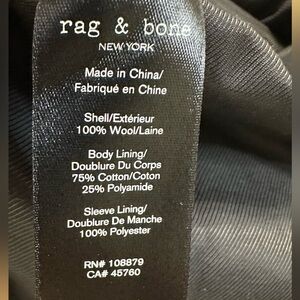 rag & bone
NEW YORK
Made in China/
Fabriqué en Chine
Shell/Extérieur
100% Wool/Laine
Body Lining/
Doublure Du Corps
75% Cotton/Coton
25% Polyamide
Sleeve Lining/
Doublure De Manche
100% Polyester
RN# 108879
CA# 45760